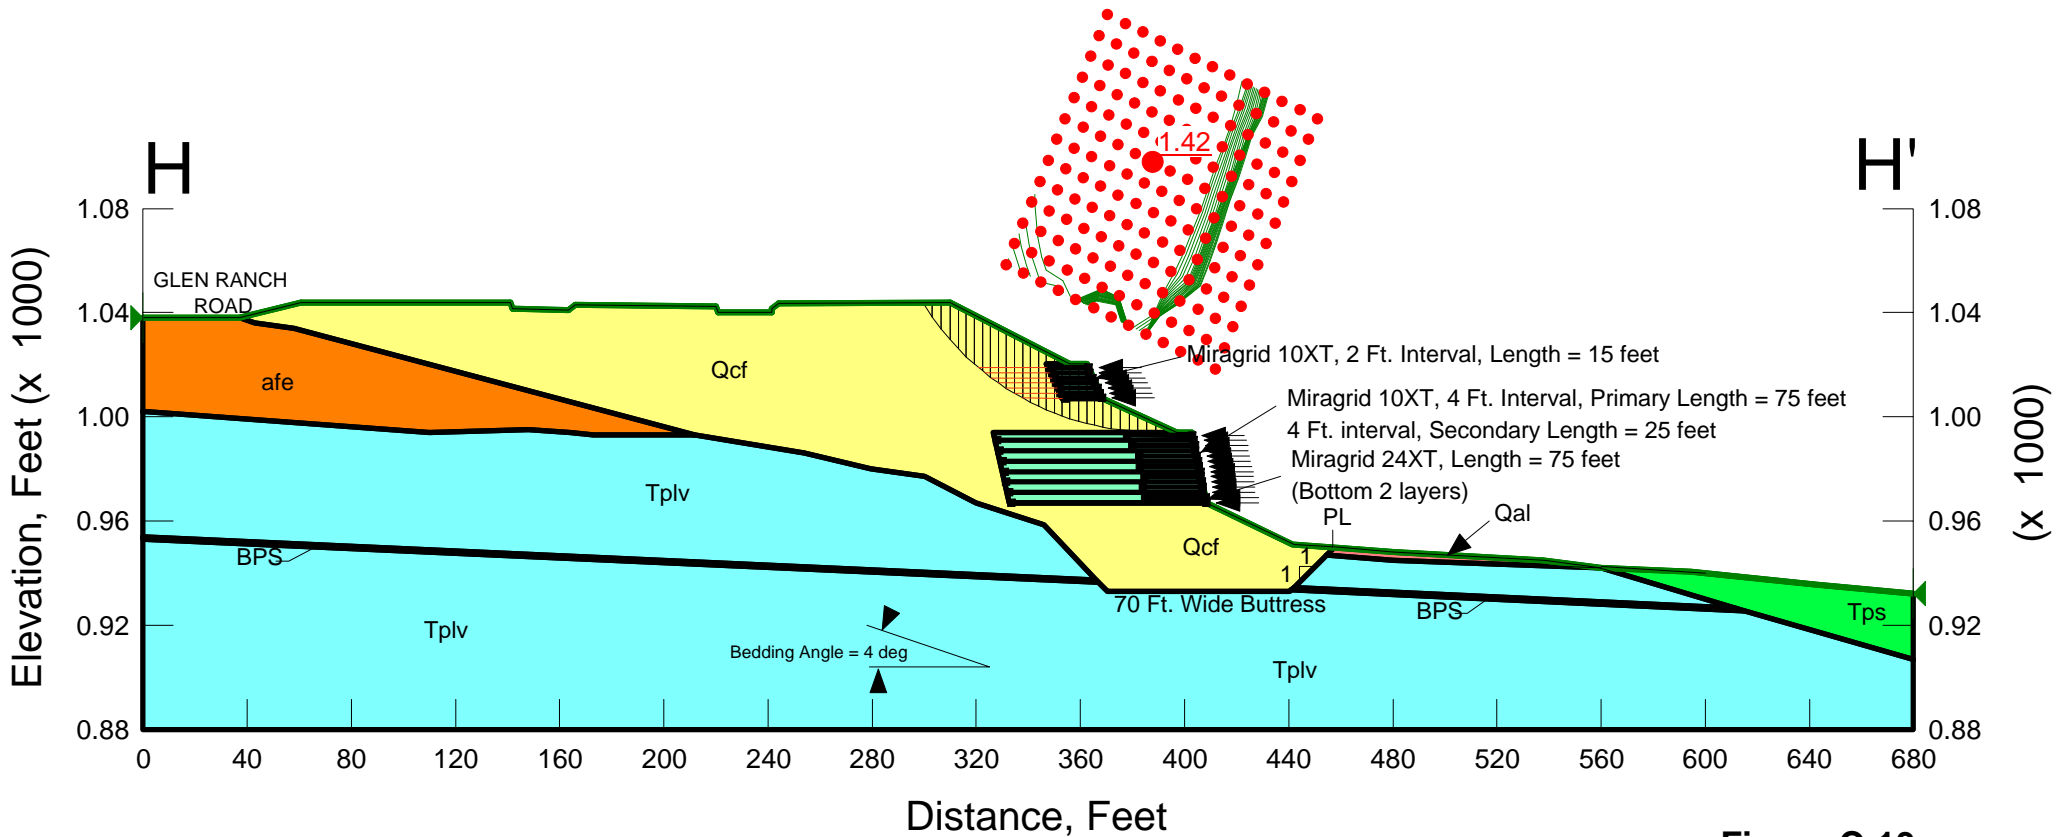 1.42
H
H'
1.08
1.08
GLEN RANCH
ROAD
1.04
1.04
Miragrid 10XT, 2 Ft. Interval, Length = 15 feet
Qcf
afe
Miragrid 10XT, 4 Ft. Interval, Primary Length = 75 feet
1.00
1.00
4 Ft. interval, Secondary Length = 25 feet
Miragrid 24XT, Length = 75 feet
(Bottom 2 layers)
Tplv
PL
Qal
0.96
0.96
BPS
Qcf
1
1
70 Ft. Wide Buttress
BPS
Tps
0.92
0.92
Tplv
Bedding Angle = 4 deg
Tplv
0.88
0.88
0 40 80 120 160 200 240 280 320 360 400 440 480 520 560 600 640 680
Distance, Feet
Elevation, Feet (x 1000)
(x 1000)